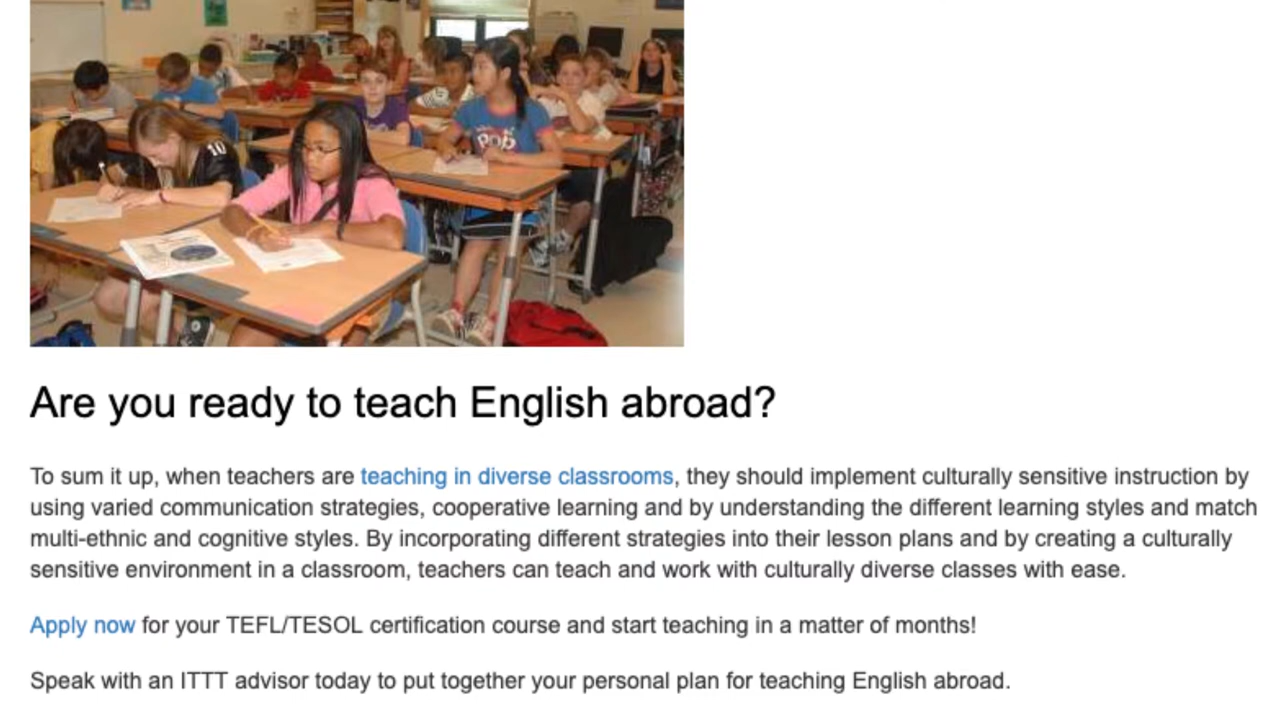 10
Pob
Are you ready to teach English abroad?
To sum it up, when teachers are teaching in diverse classrooms, they should implement culturally sensitive instruction by
using varied communication strategies, cooperative learning and by understanding the different learning styles and match
multi-ethnic and cognitive styles. By incorporating different strategies into their lesson plans and by creating a culturally
sensitive environment in a classroom, teachers can teach and work with culturally diverse classes with ease.
Apply now for your TEFL/TESOL certification course and start teaching in a matter of months!
Speak with an ITTT advisor today to put together your personal plan for teaching English abroad.